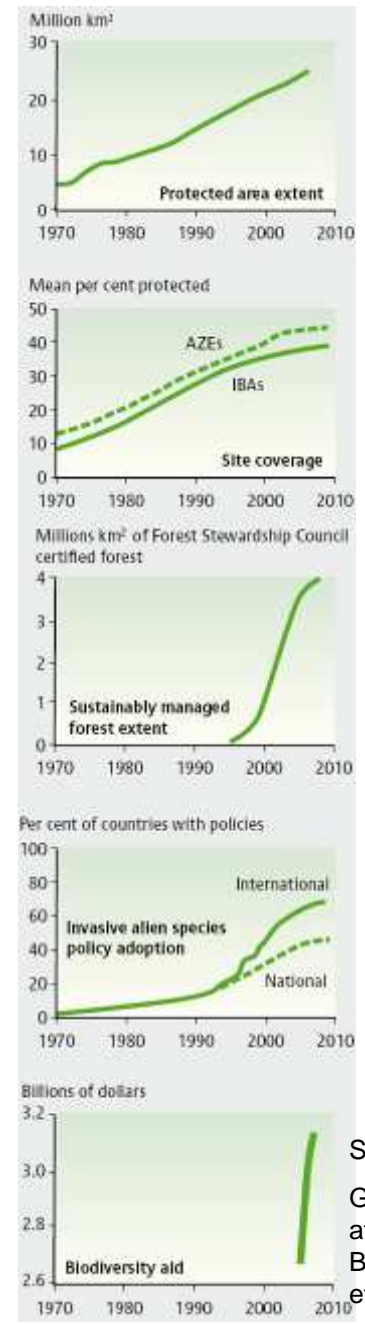 Million km²
30
20
10
0
Protected area extent
1970 1980 1990 2000 2010
Mean per cent protected
50
40
30
20
10
0
AZEs
IBAs
Site coverage
1970 1980 1990 2000 2010
Millions km² of Forest Stewardship Council
certified forest
4
3
2
1
0
Sustainably managed
forest extent
1970 1980 1990 2000 2010
Per cent of countries with policies
100
80
60
40
20
0
International
Invasive alien species
policy adoption
National
1970 1980 1990 2000 2010
Billions of dollars
3.2
3.0
2.8
2.6
Biodiversity aid
1970 1980 1990 2000 2010
S
G
a
B
e